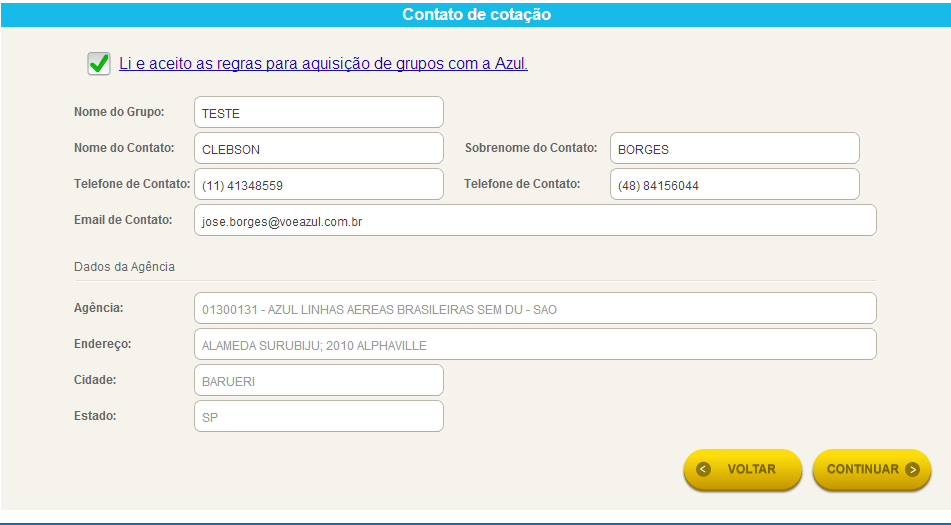 Contato de cotação
Li e aceito as regras para aquisição de grupos com a Azul.
Nome do Grupo: TESTE
Nome do Contato: CLEBSON Sobrenome do Contato: BORGES
Telefone de Contato: (11) 41348559 Telefone de Contato: (48) 84156044
Email de Contato: jose.borges@voeazul.com.br
Dados da Agência
Agência: 01300131 - AZUL LINHAS AEREAS BRASILEIRAS SEM DU - SAO
Endereço: ALAMEDA SURUBIJU; 2010 ALPHAVILLE
Cidade: BARUERI
Estado: SP
< VOLTAR CONTINUAR >